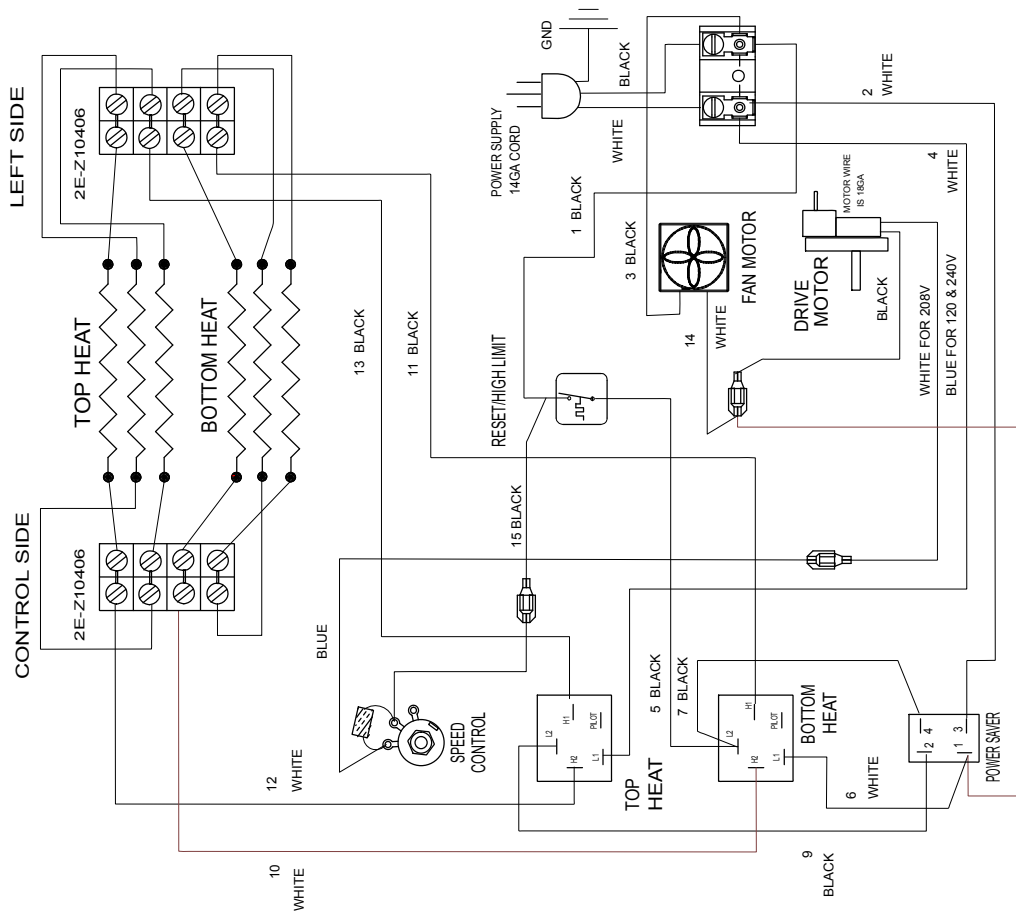 LEFT SIDE
2E-Z10406
TOP HEAT
BOTTOM HEAT
CONTROL SIDE
2E-Z10406
GND
POWER SUPPLY
14GA CORD
BLACK
WHITE
2
WHITE
4
WHITE
1 BLACK
3 BLACK
FAN MOTOR
14
WHITE
MOTOR WIRE
IS 18GA
DRIVE
MOTOR
BLACK
WHITE FOR 208V
BLUE FOR 120 & 240V
13 BLACK
11 BLACK
RESET/HIGH LIMIT
15 BLACK
BLUE
SPEED
CONTROL
12
WHITE
10
WHITE
H1
L2
PILOT
H2
L1
TOP
HEAT
5 BLACK
7 BLACK
H1
L2
PILOT
H2
L1
BOTTOM
HEAT
6
WHITE
9
BLACK
2 4
1 3
POWER SAVER